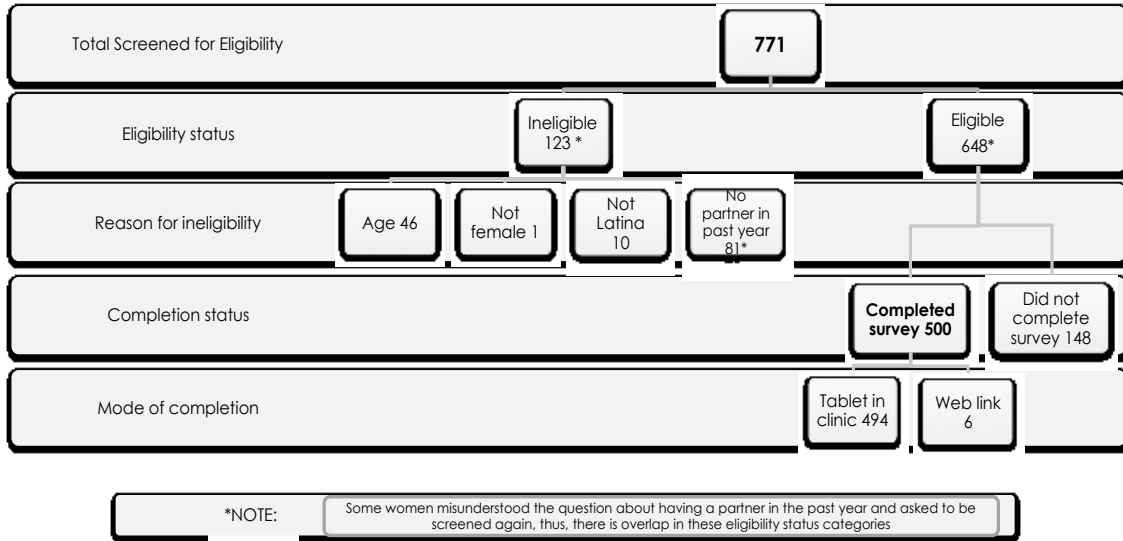 Total Screened for Eligibility
771
Eligibility status
Ineligible
123 *
Eligible
648*
Reason for ineligibility
Age 46
Not
female 1
Not
Latina
10
No
partner in
past year
81*
Completion status
Completed
survey 500
Did not
complete
survey 148
Mode of completion
Tablet in
clinic 494
Web link
6
*NOTE:
Some women misunderstood the question about having a partner in the past year and asked to be
screened again, thus, there is overlap in these eligibility status categories